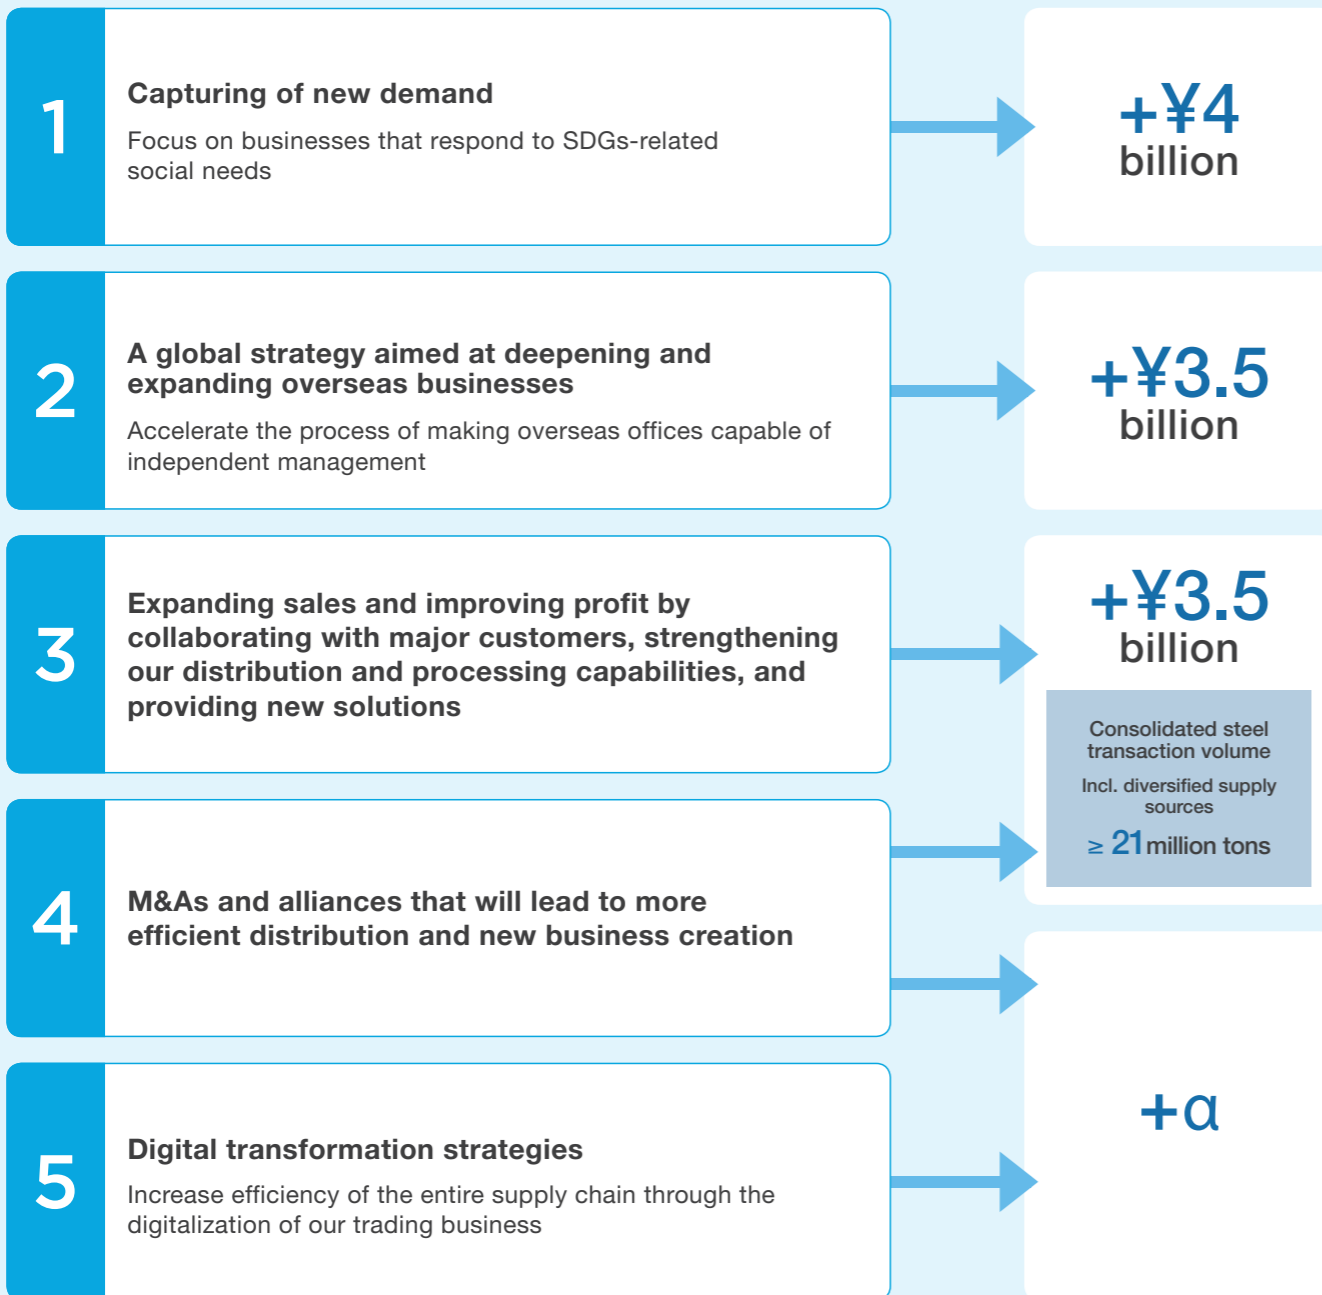 1
Capturing of new demand
Focus on businesses that respond to SDGs-related
social needs
+¥4
billion
2
A global strategy aimed at deepening and
expanding overseas businesses
Accelerate the process of making overseas offices capable of
independent management
+¥3.5
billion
3
Expanding sales and improving profit by
collaborating with major customers, strengthening
our distribution and processing capabilities, and
providing new solutions
+¥3.5
billion
Consolidated steel
transaction volume
Incl. diversified supply
sources
≥ 21 million tons
4
M&As and alliances that will lead to more
efficient distribution and new business creation
+α
5
Digital transformation strategies
Increase efficiency of the entire supply chain through the
digitalization of our trading business